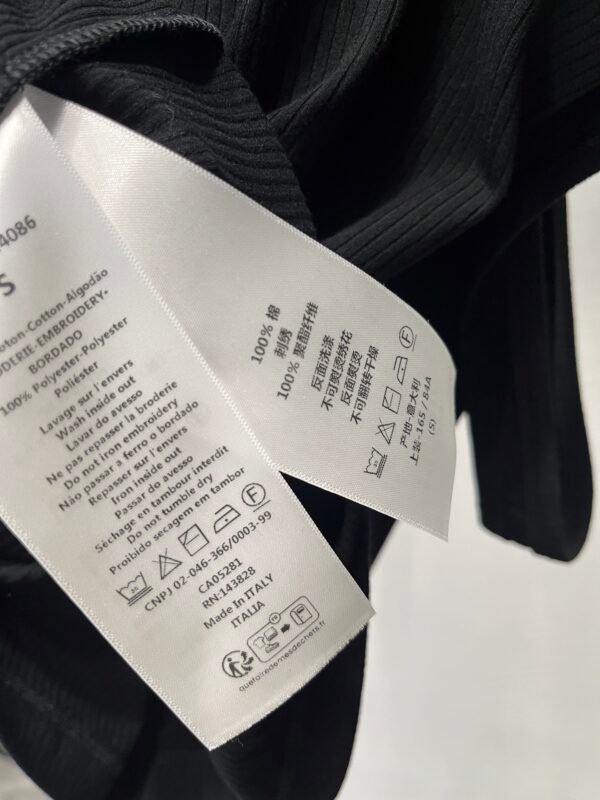 4086
S
Coton-Cotton-Algodão
BRODERIE-EMBROIDERY-
BORDADO
100% Polyester-Polyester
Poliéster
Lavage sur l'envers
Wash inside out
Lavar do avesso
Ne pas repasser la broderie
Do not iron embroidery
Não passar a ferro o bordado
Repasser sur l'envers
Iron inside out
Passar do avesso
Séchage en tambour interdit
Do not tumble dry
Proibido secagem em tambor
30
F
CNPJ 02-046-366/0003-99
CA05281
RN:143828
Made In ITALY
ITALIA
FR
quefairedemesdechets.fr
100% 棉
刺绣
100% 聚酯纤维
反面洗涤
不可熨烫绣花
反面熨烫
不可翻转干燥
30
F
产地-意大利
上装-165/84A
(S)